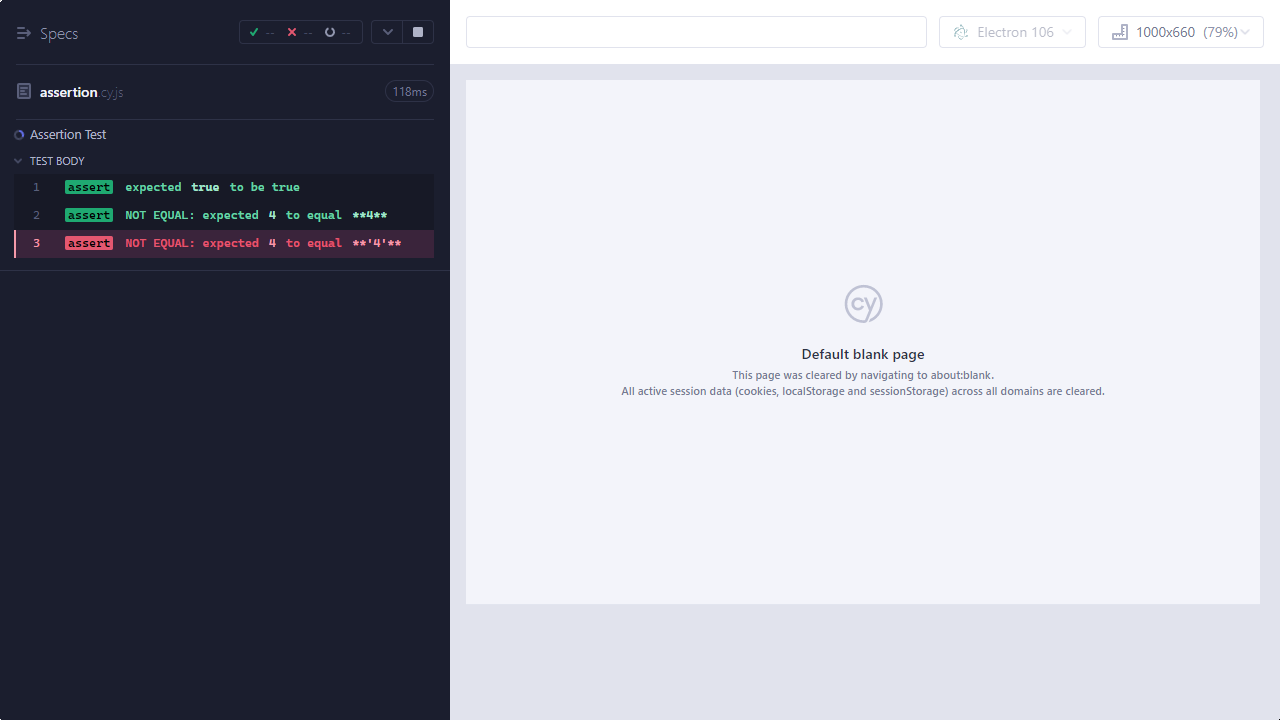 Specs
-- -- --
assertion.cy.js 118ms
Assertion Test
TEST BODY
1 assert expected true to be true
2 assert NOT EQUAL: expected 4 to equal **4**
3 assert NOT EQUAL: expected 4 to equal **'4'**
Electron 106
1000x660 (79%)
cy
Default blank page
This page was cleared by navigating to about:blank.
All active session data (cookies, localStorage and sessionStorage) across all domains are cleared.